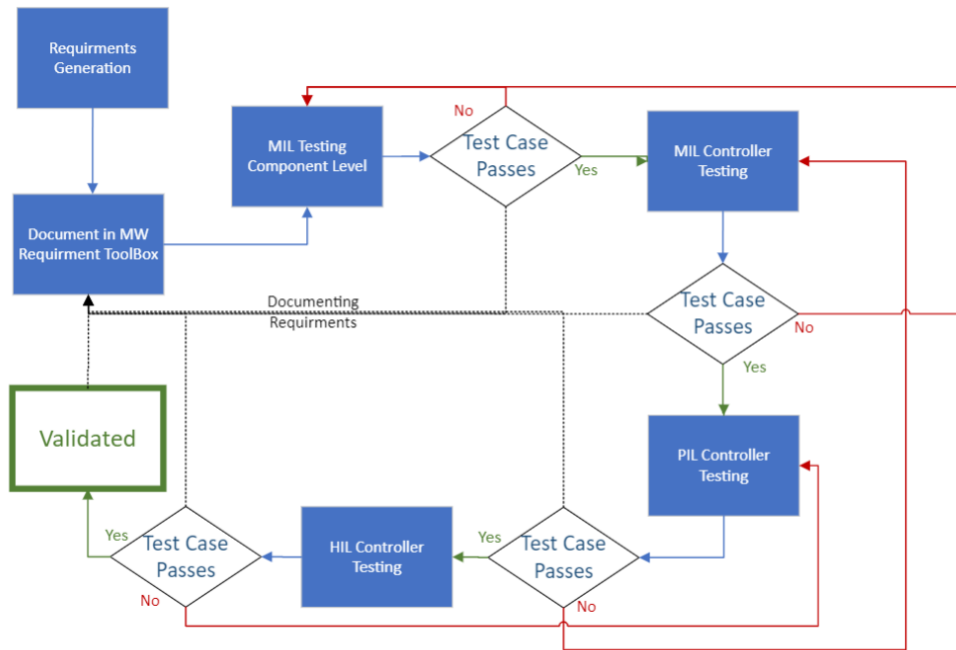 Requirments
Generation
No
MIL Testing
Component Level
Test Case
Passes
Yes
MIL Controller
Testing
Document in MW
Requirment ToolBox
Documenting
Requirments
Test Case
Passes
No
Yes
Validated
PIL Controller
Testing
Yes
Test Case
Passes
No
HIL Controller
Testing
Yes
Test Case
Passes
No